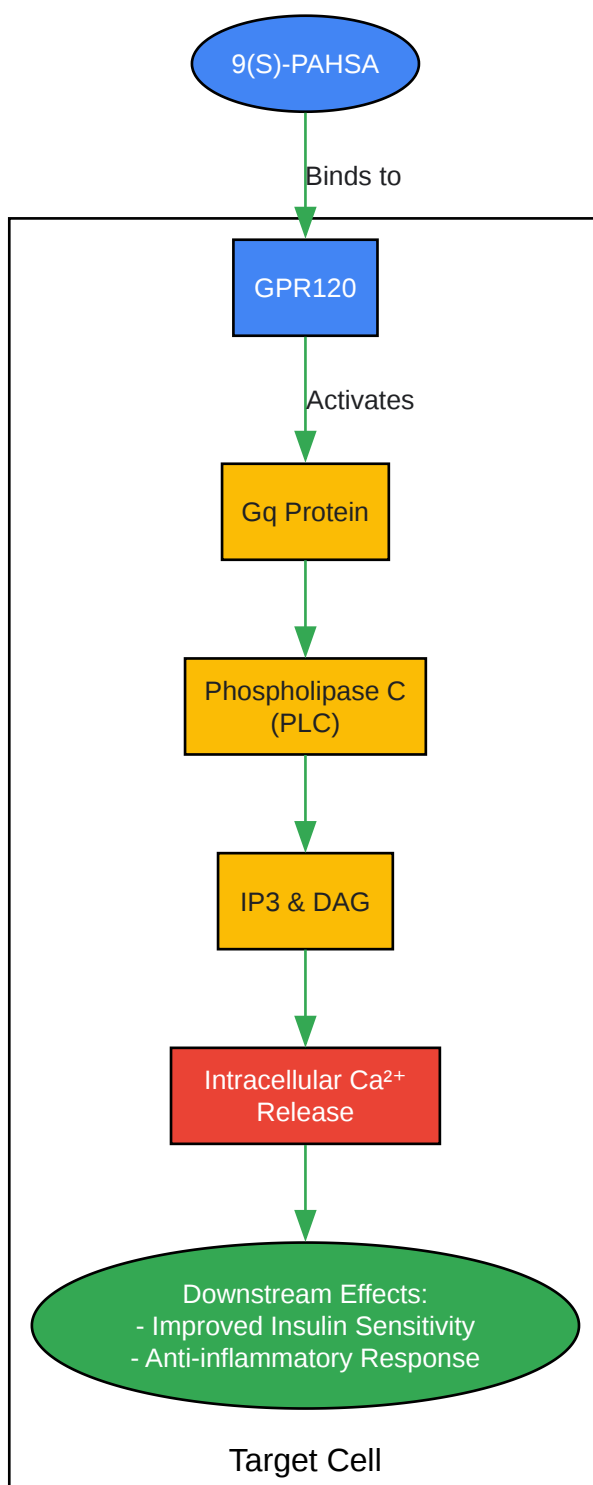 9(S)-PAHSA
Binds to
GPR120
Activates
Gq Protein
Phospholipase C
(PLC)
IP3 & DAG
Intracellular Ca²⁺
Release
Downstream Effects:
- Improved Insulin Sensitivity
- Anti-inflammatory Response
Target Cell